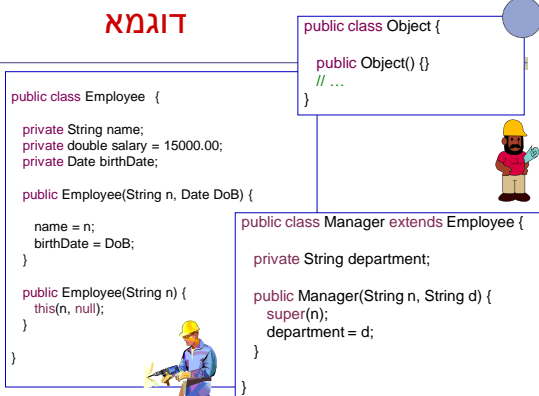 דוגמא
public class Object {
public Object() {}
// …
}
public class Employee {
private String name;
private double salary = 15000.00;
private Date birthDate;
public Employee(String n, Date DoB) {
name = n;
birthDate = DoB;
}
public Employee(String n) {
this(n, null);
}
}
public class Manager extends Employee {
private String department;
public Manager(String n, String d) {
super(n);
department = d;
}
}